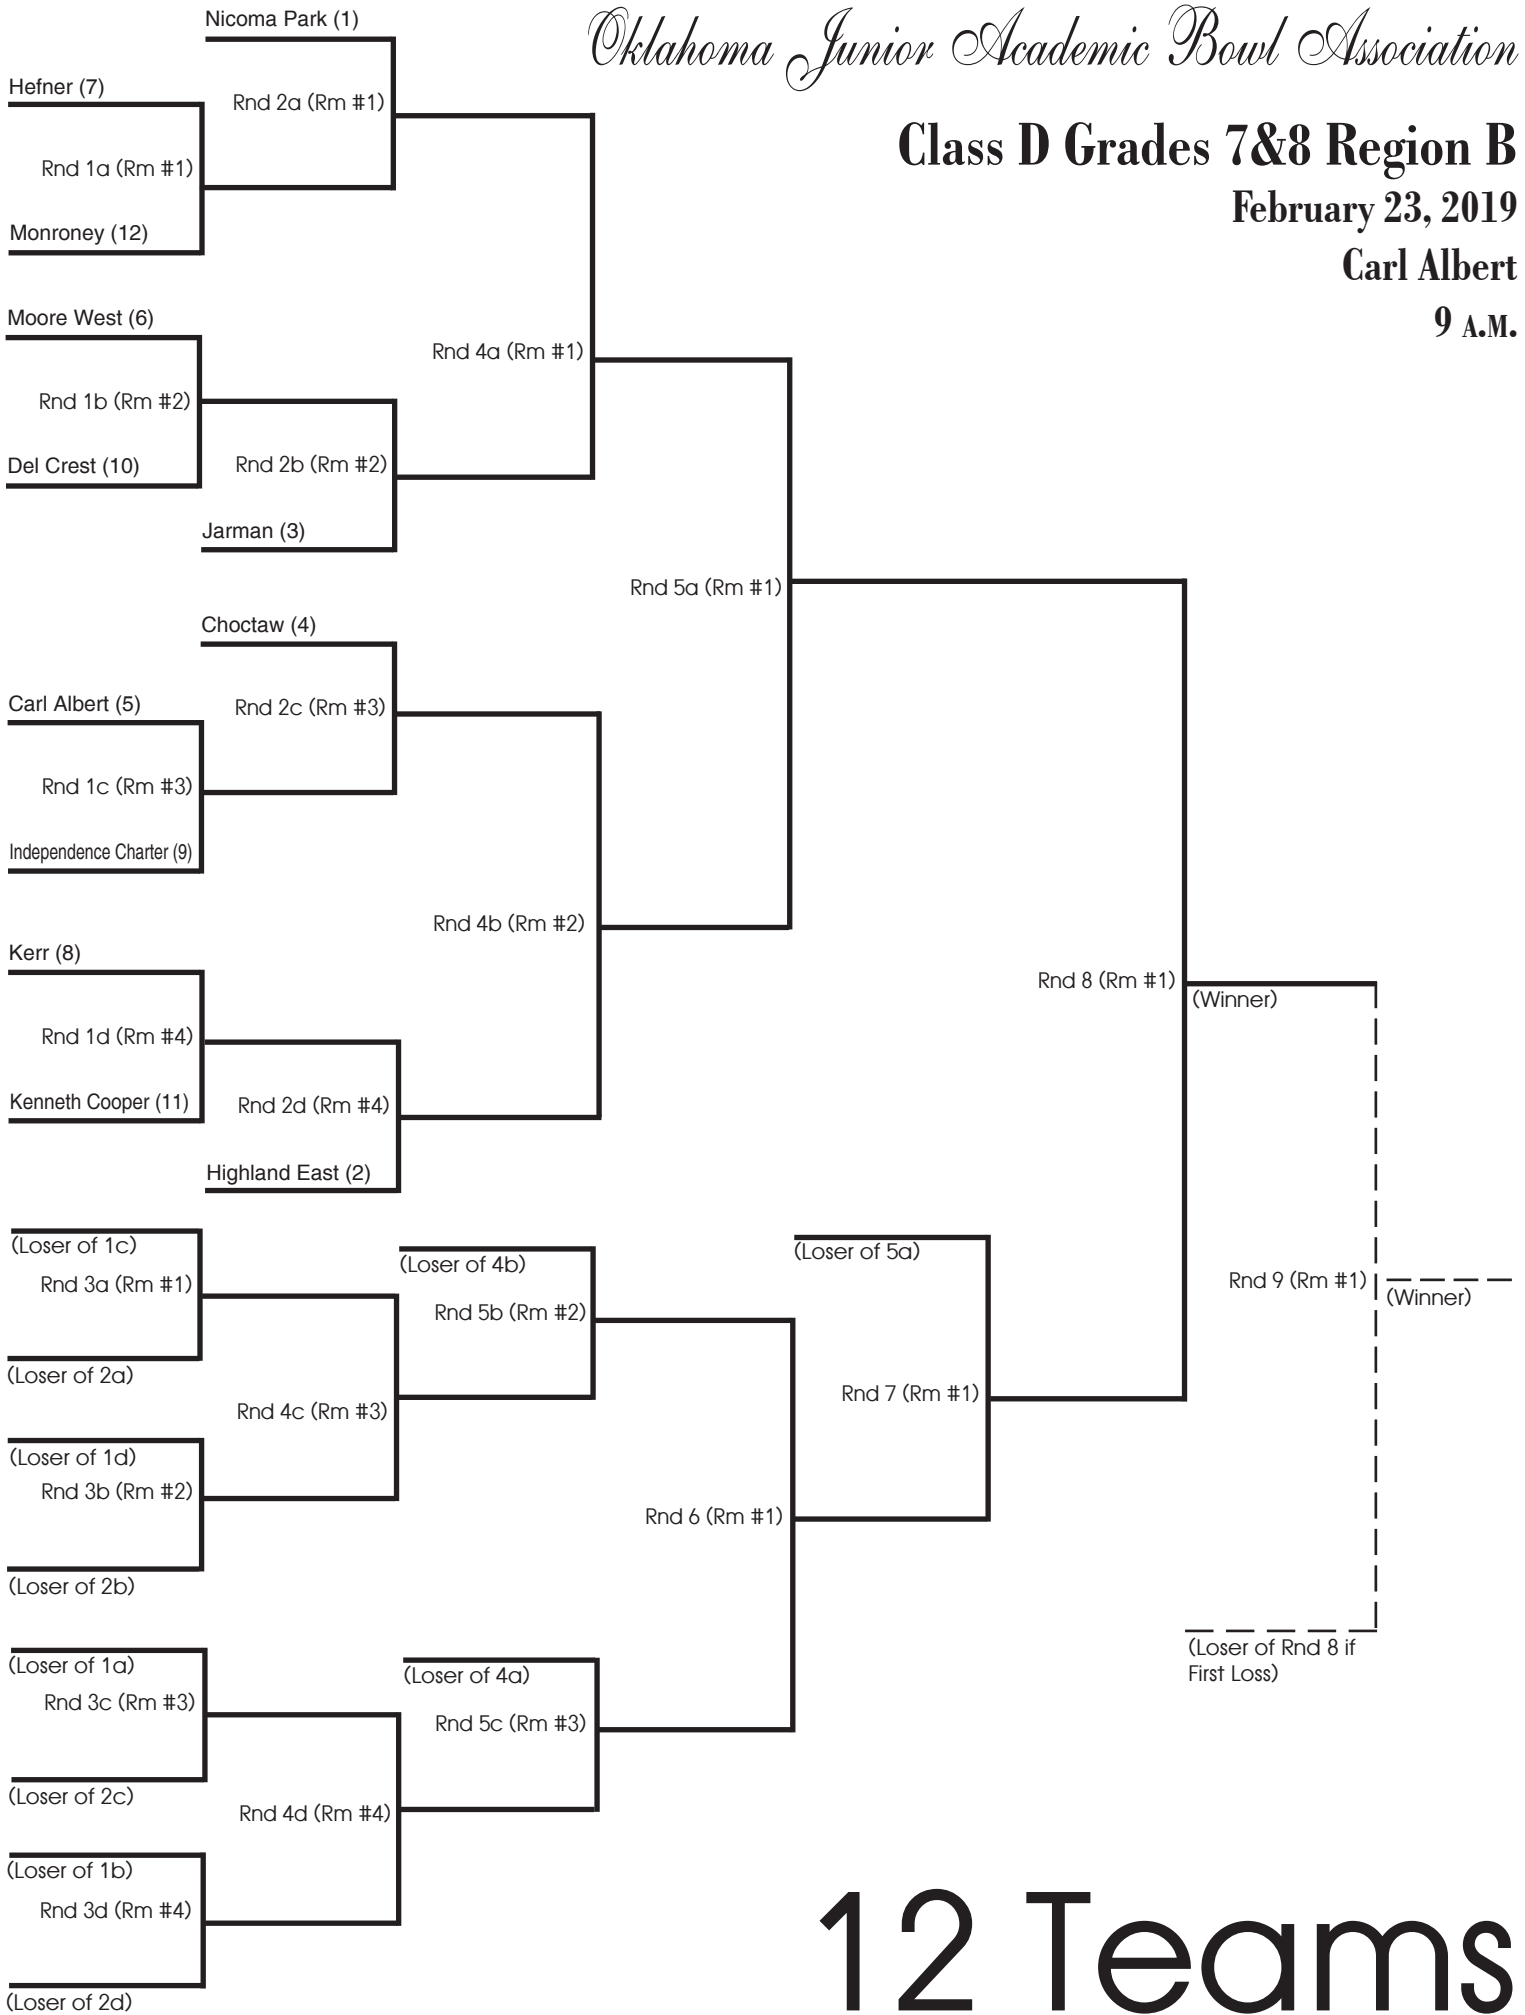 Oklahoma Junior Academic Bowl Association
Class D Grades 7&8 Region B
February 23, 2019
Carl Albert
9 A.M.
Nicoma Park (1)
Hefner (7)
Rnd 2a (Rm #1)
Rnd 1a (Rm #1)
Monroney (12)
Moore West (6)
Rnd 4a (Rm #1)
Rnd 1b (Rm #2)
Del Crest (10)
Rnd 2b (Rm #2)
Jarman (3)
Rnd 5a (Rm #1)
Choctaw (4)
Carl Albert (5)
Rnd 2c (Rm #3)
Rnd 1c (Rm #3)
Independence Charter (9)
Rnd 4b (Rm #2)
Kerr (8)
Rnd 8 (Rm #1)
(Winner)
Rnd 1d (Rm #4)
Kenneth Cooper (11)
Rnd 2d (Rm #4)
Highland East (2)
(Loser of 1c)
(Loser of 4b)
(Loser of 5a)
Rnd 3a (Rm #1)
Rnd 9 (Rm #1)
(Winner)
Rnd 5b (Rm #2)
(Loser of 2a)
Rnd 7 (Rm #1)
Rnd 4c (Rm #3)
(Loser of 1d)
Rnd 3b (Rm #2)
Rnd 6 (Rm #1)
(Loser of 2b)
(Loser of Rnd 8 if
First Loss)
(Loser of 1a)
(Loser of 4a)
Rnd 3c (Rm #3)
Rnd 5c (Rm #3)
(Loser of 2c)
Rnd 4d (Rm #4)
(Loser of 1b)
Rnd 3d (Rm #4)
(Loser of 2d)
12 Teams